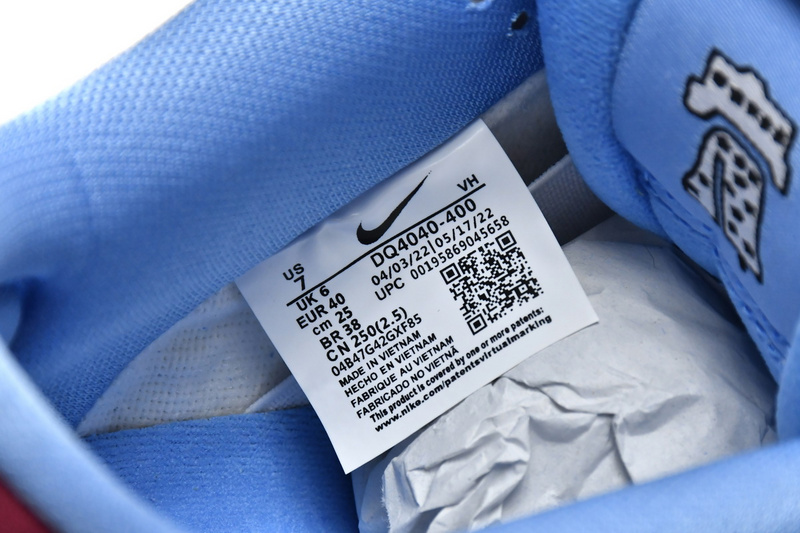 VH
US
7
DQ4040-400
UK 6
04/03/22|05/17/22
EUR 40
UPC 00195869045658
cm 25
BR 38
CN 250(2.5)
04B47G42GXF85
MADE IN VIETNAM
HECHO EN VIETNAM
FABRIQUE AU VIETNAM
FABRICADO NO VIETNÃ
This product is covered by one or more patents:
www.niko.com/patentsvirtualmarking